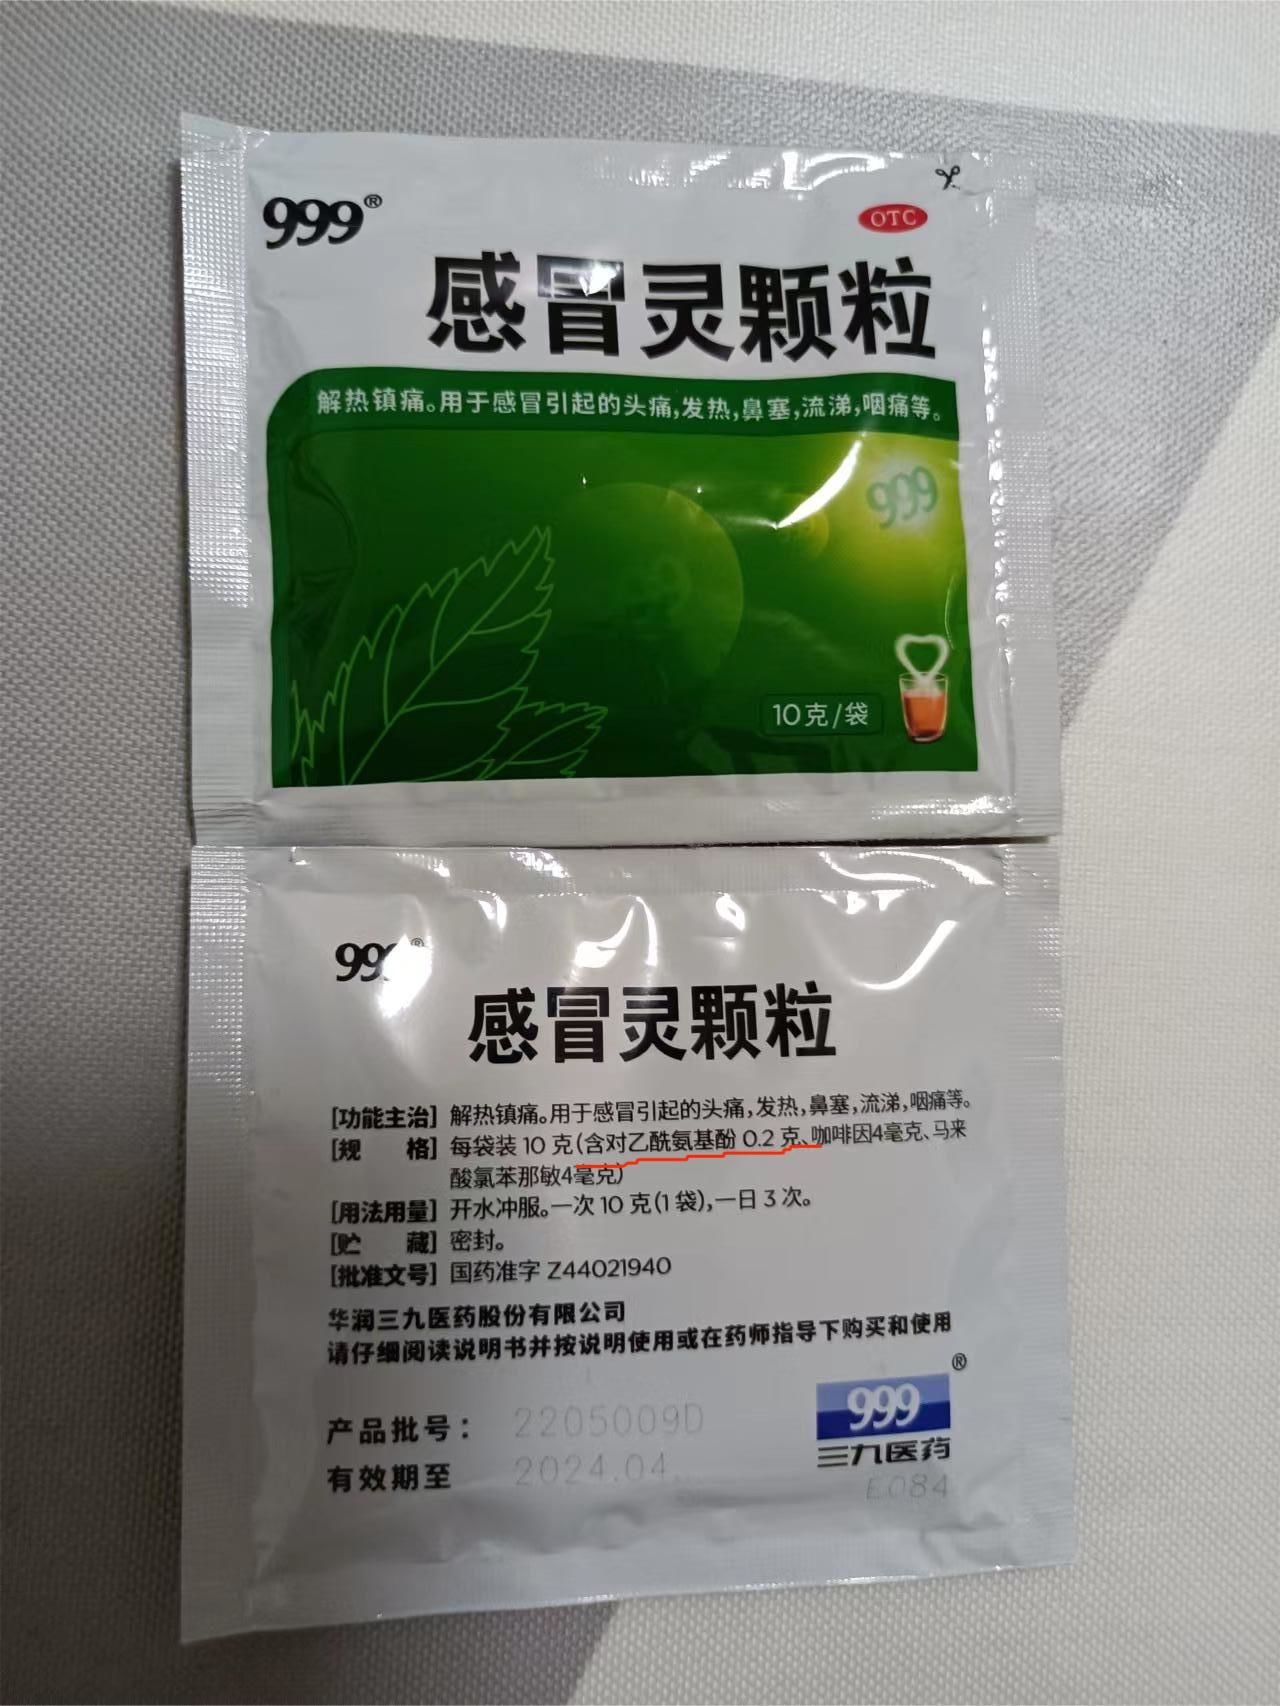 999®
OTC
感冒灵颗粒
解热镇痛。用于感冒引起的头痛,发热,鼻塞,流涕,咽痛等。
999
10克/袋
999®
感冒灵颗粒
[功能主治] 解热镇痛。用于感冒引起的头痛,发热,鼻塞,流涕,咽痛等。
[规 格] 每袋装 10 克(含对乙酰氨基酚 0.2 克、咖啡因4毫克、马来
酸氯苯那敏4毫克)
[用法用量] 开水冲服。一次 10 克(1 袋),一日 3 次。
[贮 藏] 密封。
[批准文号] 国药准字 Z44021940
华润三九医药股份有限公司
请仔细阅读说明书并按说明使用或在药师指导下购买和使用
产品批号: 2205009D
有效期至 2024.04
999®
三九医药
E084